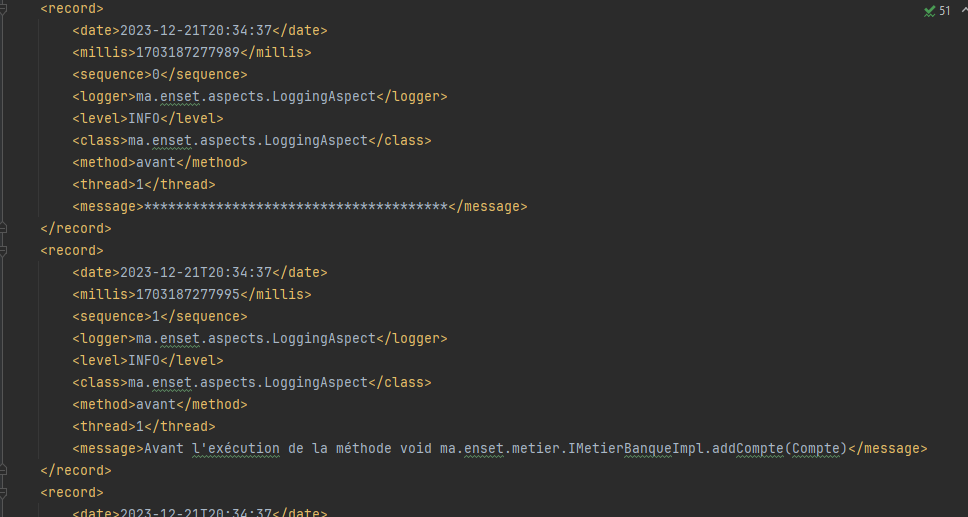 <record>
51
<date>2023-12-21T20:34:37</date>
<millis>1703187277989</millis>
<sequence>0</sequence>
<logger>ma.enset.aspects.LoggingAspect</logger>
<level>INFO</level>
<class>ma.enset.aspects.LoggingAspect</class>
<method>avant</method>
<thread>1</thread>
<message>**************************************</message>
</record>
<record>
<date>2023-12-21T20:34:37</date>
<millis>1703187277995</millis>
<sequence>1</sequence>
<logger>ma.enset.aspects.LoggingAspect</logger>
<level>INFO</level>
<class>ma.enset.aspects.LoggingAspect</class>
<method>avant</method>
<thread>1</thread>
<message>Avant l'exécution de la méthode void ma.enset.metier.IMetierBanqueImpl.addCompte(Compte)</message>
</record>
<record>
<date>2023-12-21T20:34:37</date>